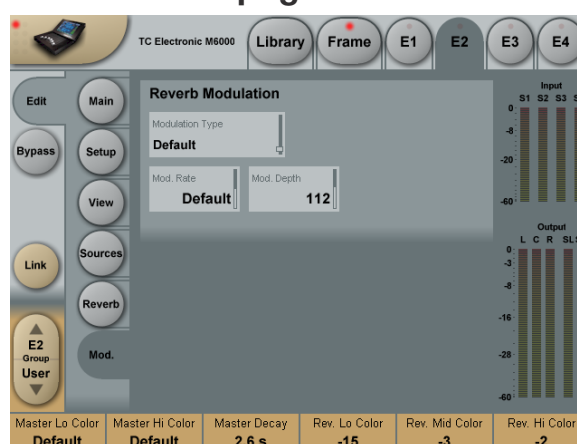 TC Electronic M6000
Library
Frame
E1
E2
E3
E4
Edit
Main
Bypass
Setup
View
Sources
Link
Reverb
E2
Group
User
Mod.
Reverb Modulation
Modulation Type
Default
Mod. Rate
Default
Mod. Depth
112
Input
S1 S2 S3
0
-8
-20
-60
Output
L C R SL
0
-3
-8
-16
-28
-60
Master Lo Color
Default
Master Hi Color
Default
Master Decay
2.6 s
Rev. Lo Color
-15
Rev. Mid Color
-3
Rev. Hi Color
-2